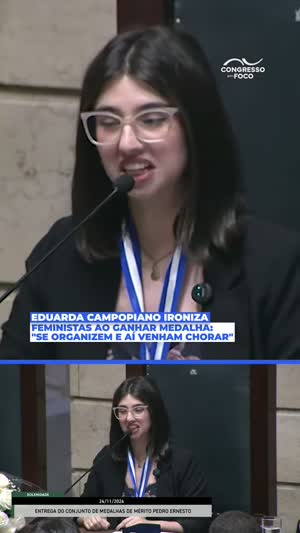 CONGRESSO
EM FOCO
EDUARDA CAMPOPIANO IRONIZA
FEMINISTAS AO GANHAR MEDALHA:
"SE ORGANIZEM E AÍ VENHAM CHORAR"
SOLENIDADE
26/11/2024
ENTREGA DO CONJUNTO DE MEDALHAS DE MÉRITO PEDRO ERNESTO